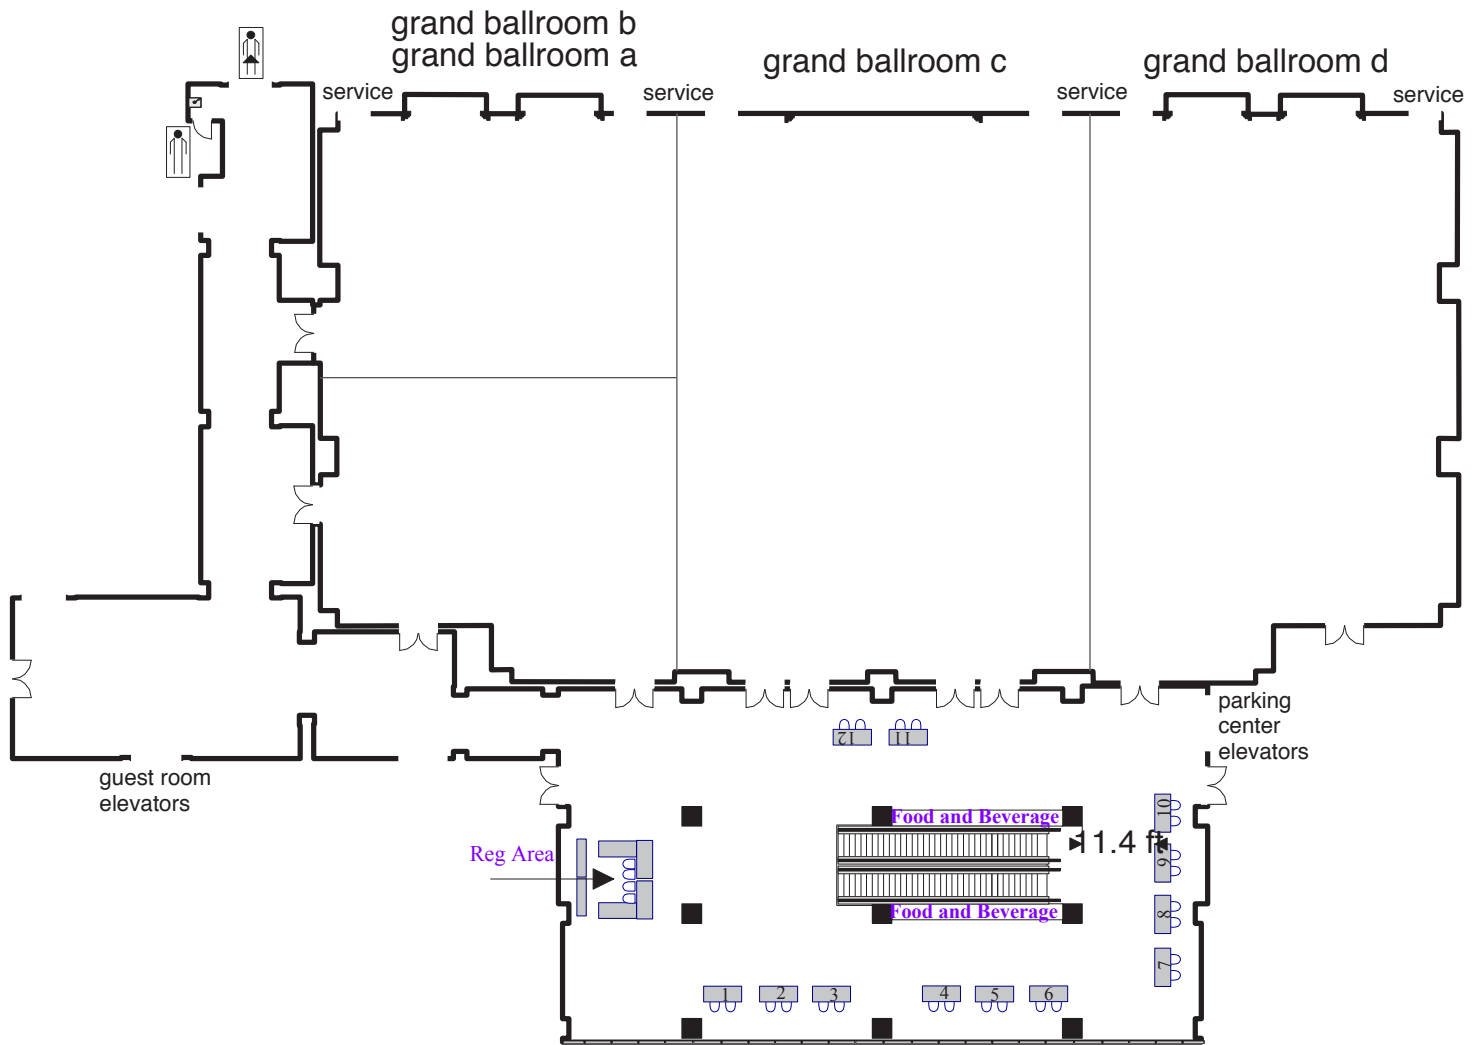 grand ballroom b
grand ballroom a
grand ballroom c
grand ballroom d
service
service
service
service
parking
center
elevators
guest room
elevators
12
11
Food and Beverage
10
11.4 ft
9
Reg Area
Food and Beverage
8
7
1
2
3
4
5
6